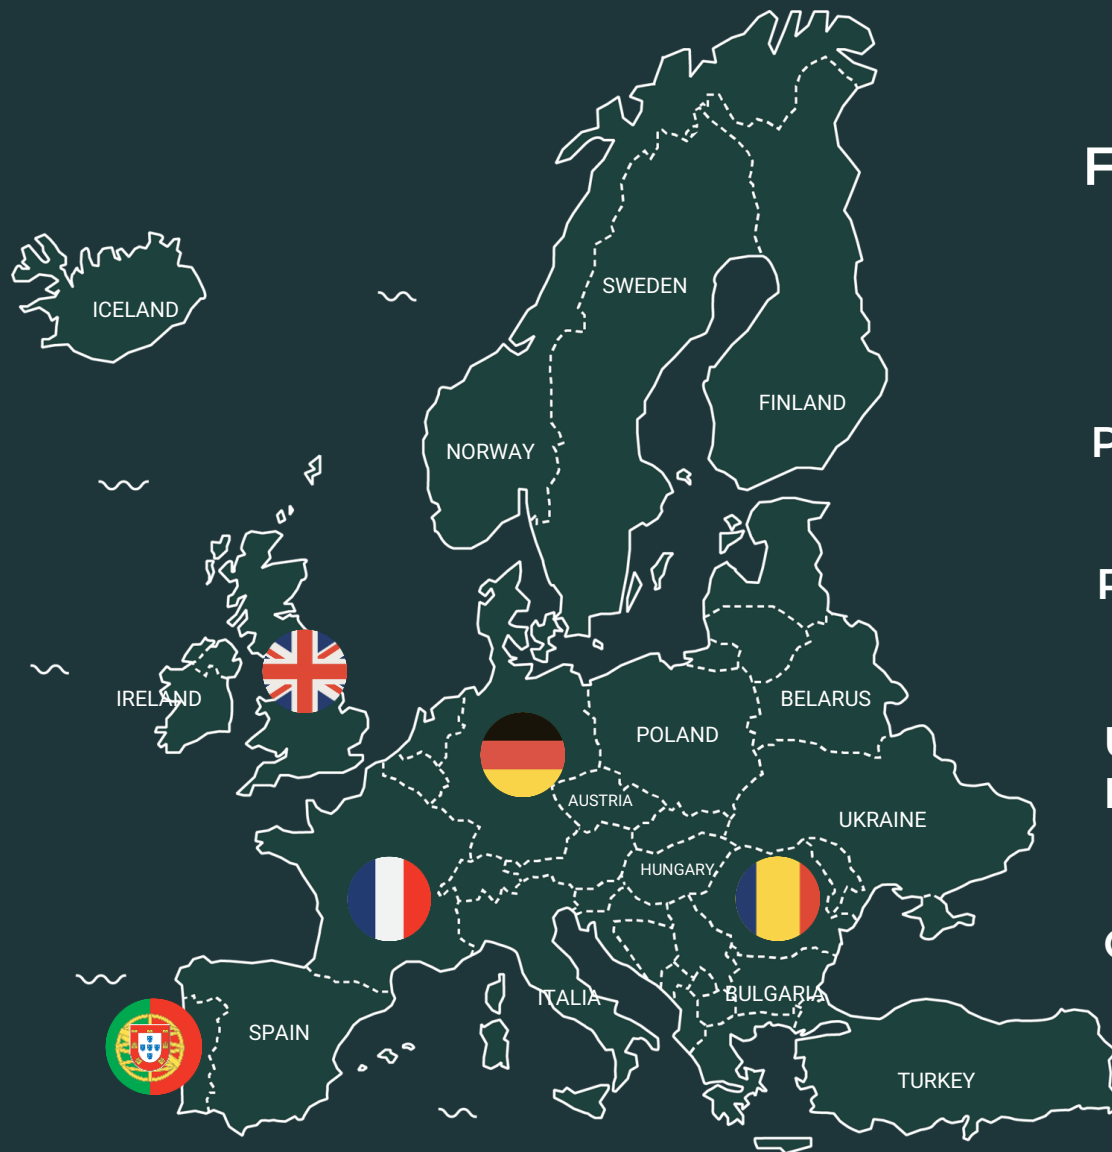 F
ICELAND
SWEDEN
FINLAND
NORWAY
P
P
IRELAND
BELARUS
POLAND
AUSTRIA
UKRAINE
HUNGARY
ITALIA
BULGARIA
SPAIN
TURKEY